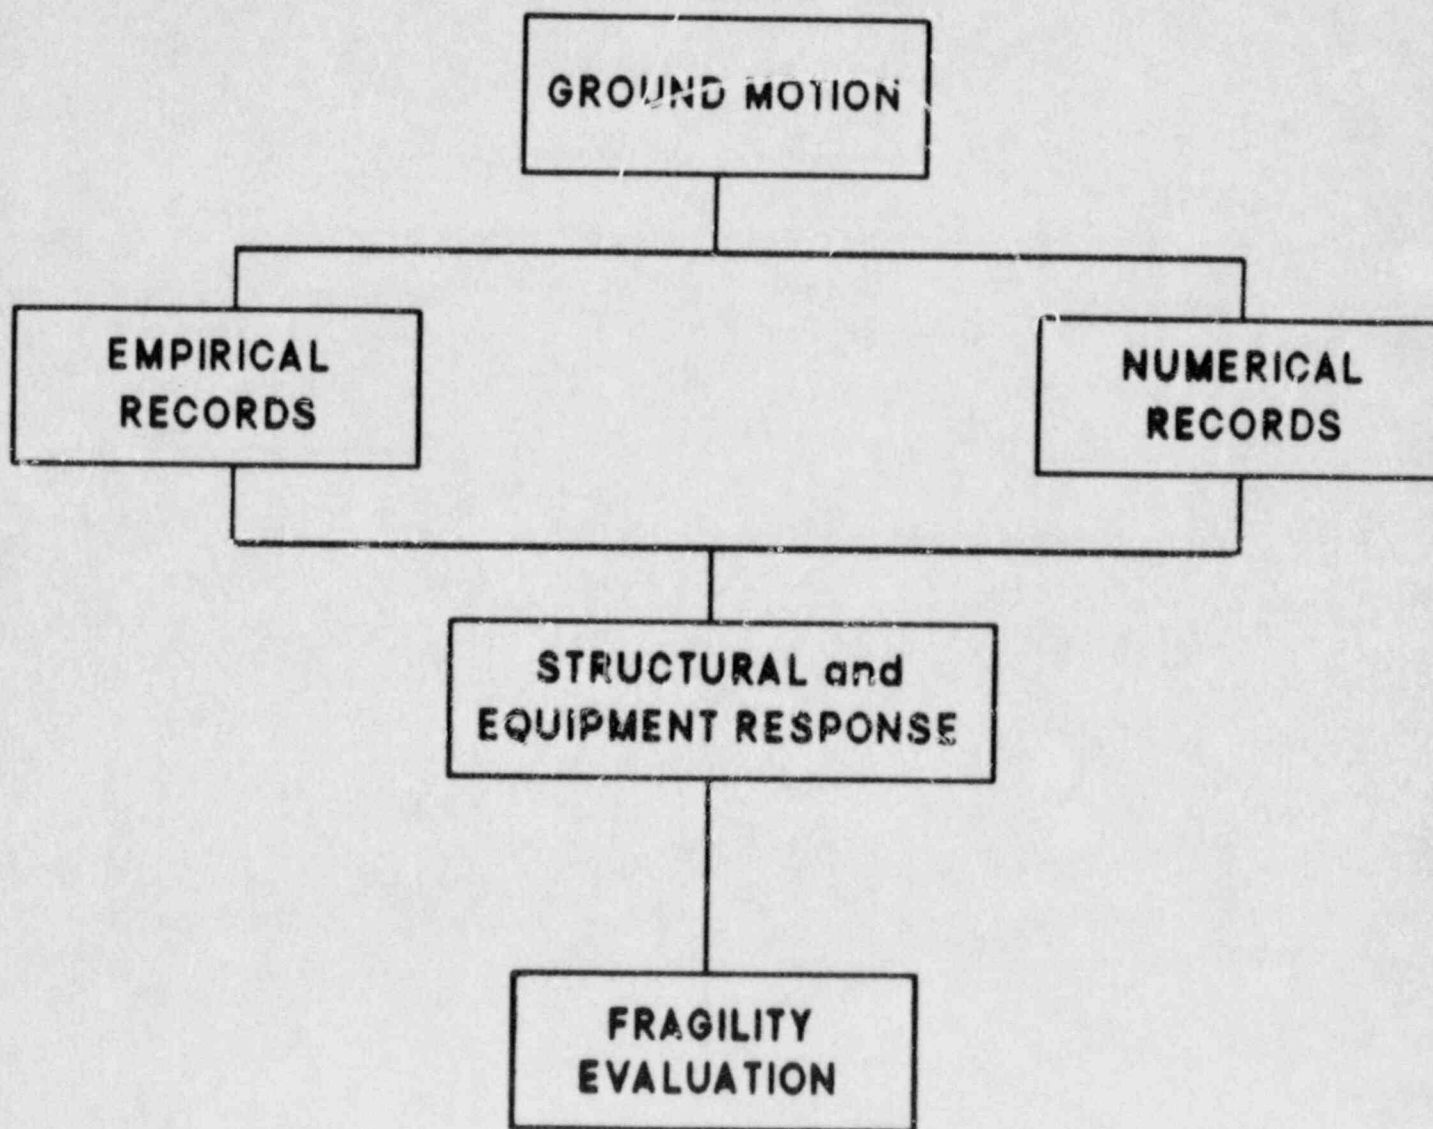 GROUND MOTION
EMPIRICAL
RECORDS
NUMERICAL
RECORDS
STRUCTURAL and
EQUIPMENT RESPONSE
FRAGILITY
EVALUATION